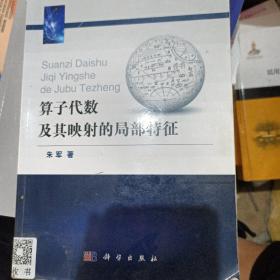 Suanzi Daishu
Jiqi Yingshe
de Jubu Tezheng
算子代数
及其映射的局部特征
朱军 著
科学出版社